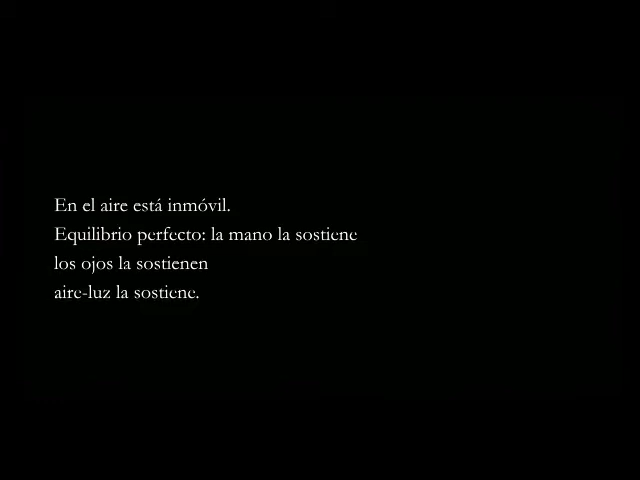 En el aire está inmóvil.
Equilibrio perfecto: la mano la sostiene
los ojos la sostienen
aire-luz la sostiene.